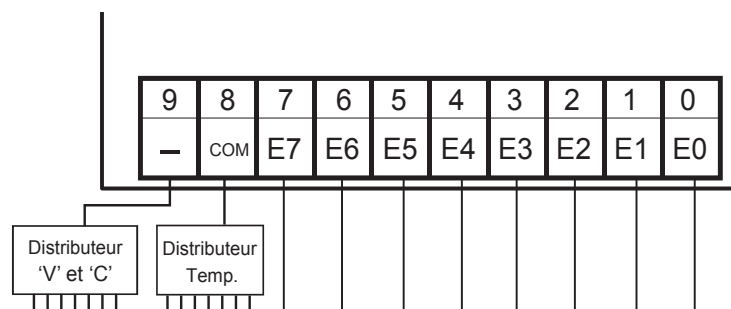 9 8 7 6 5 4 3 2 1 0
– COM E7 E6 E5 E4 E3 E2 E1 E0
Distributeur
'V' et 'C'
Distributeur
Temp.